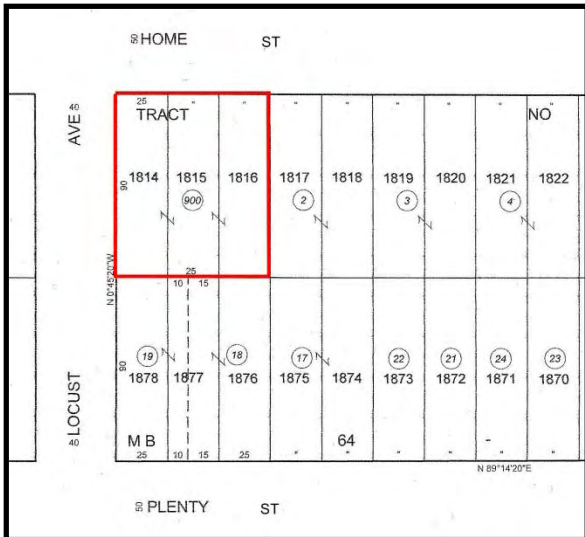 50 HOME ST
40 AVE
25 " " " " " " " "
TRACT NO
90 1814 1815 1816 1817 1818 1819 1820 1821 1822
900 2 3 4
N 0°45'20"W
25
10 15
19 18 17 22 21 24 23
90 1878 1877 1876 1875 1874 1873 1872 1871 1870
LOCUST
40
M B 64 -
25 10 15 25 " " " " " "
N 89°14'20"E
50 PLENTY ST